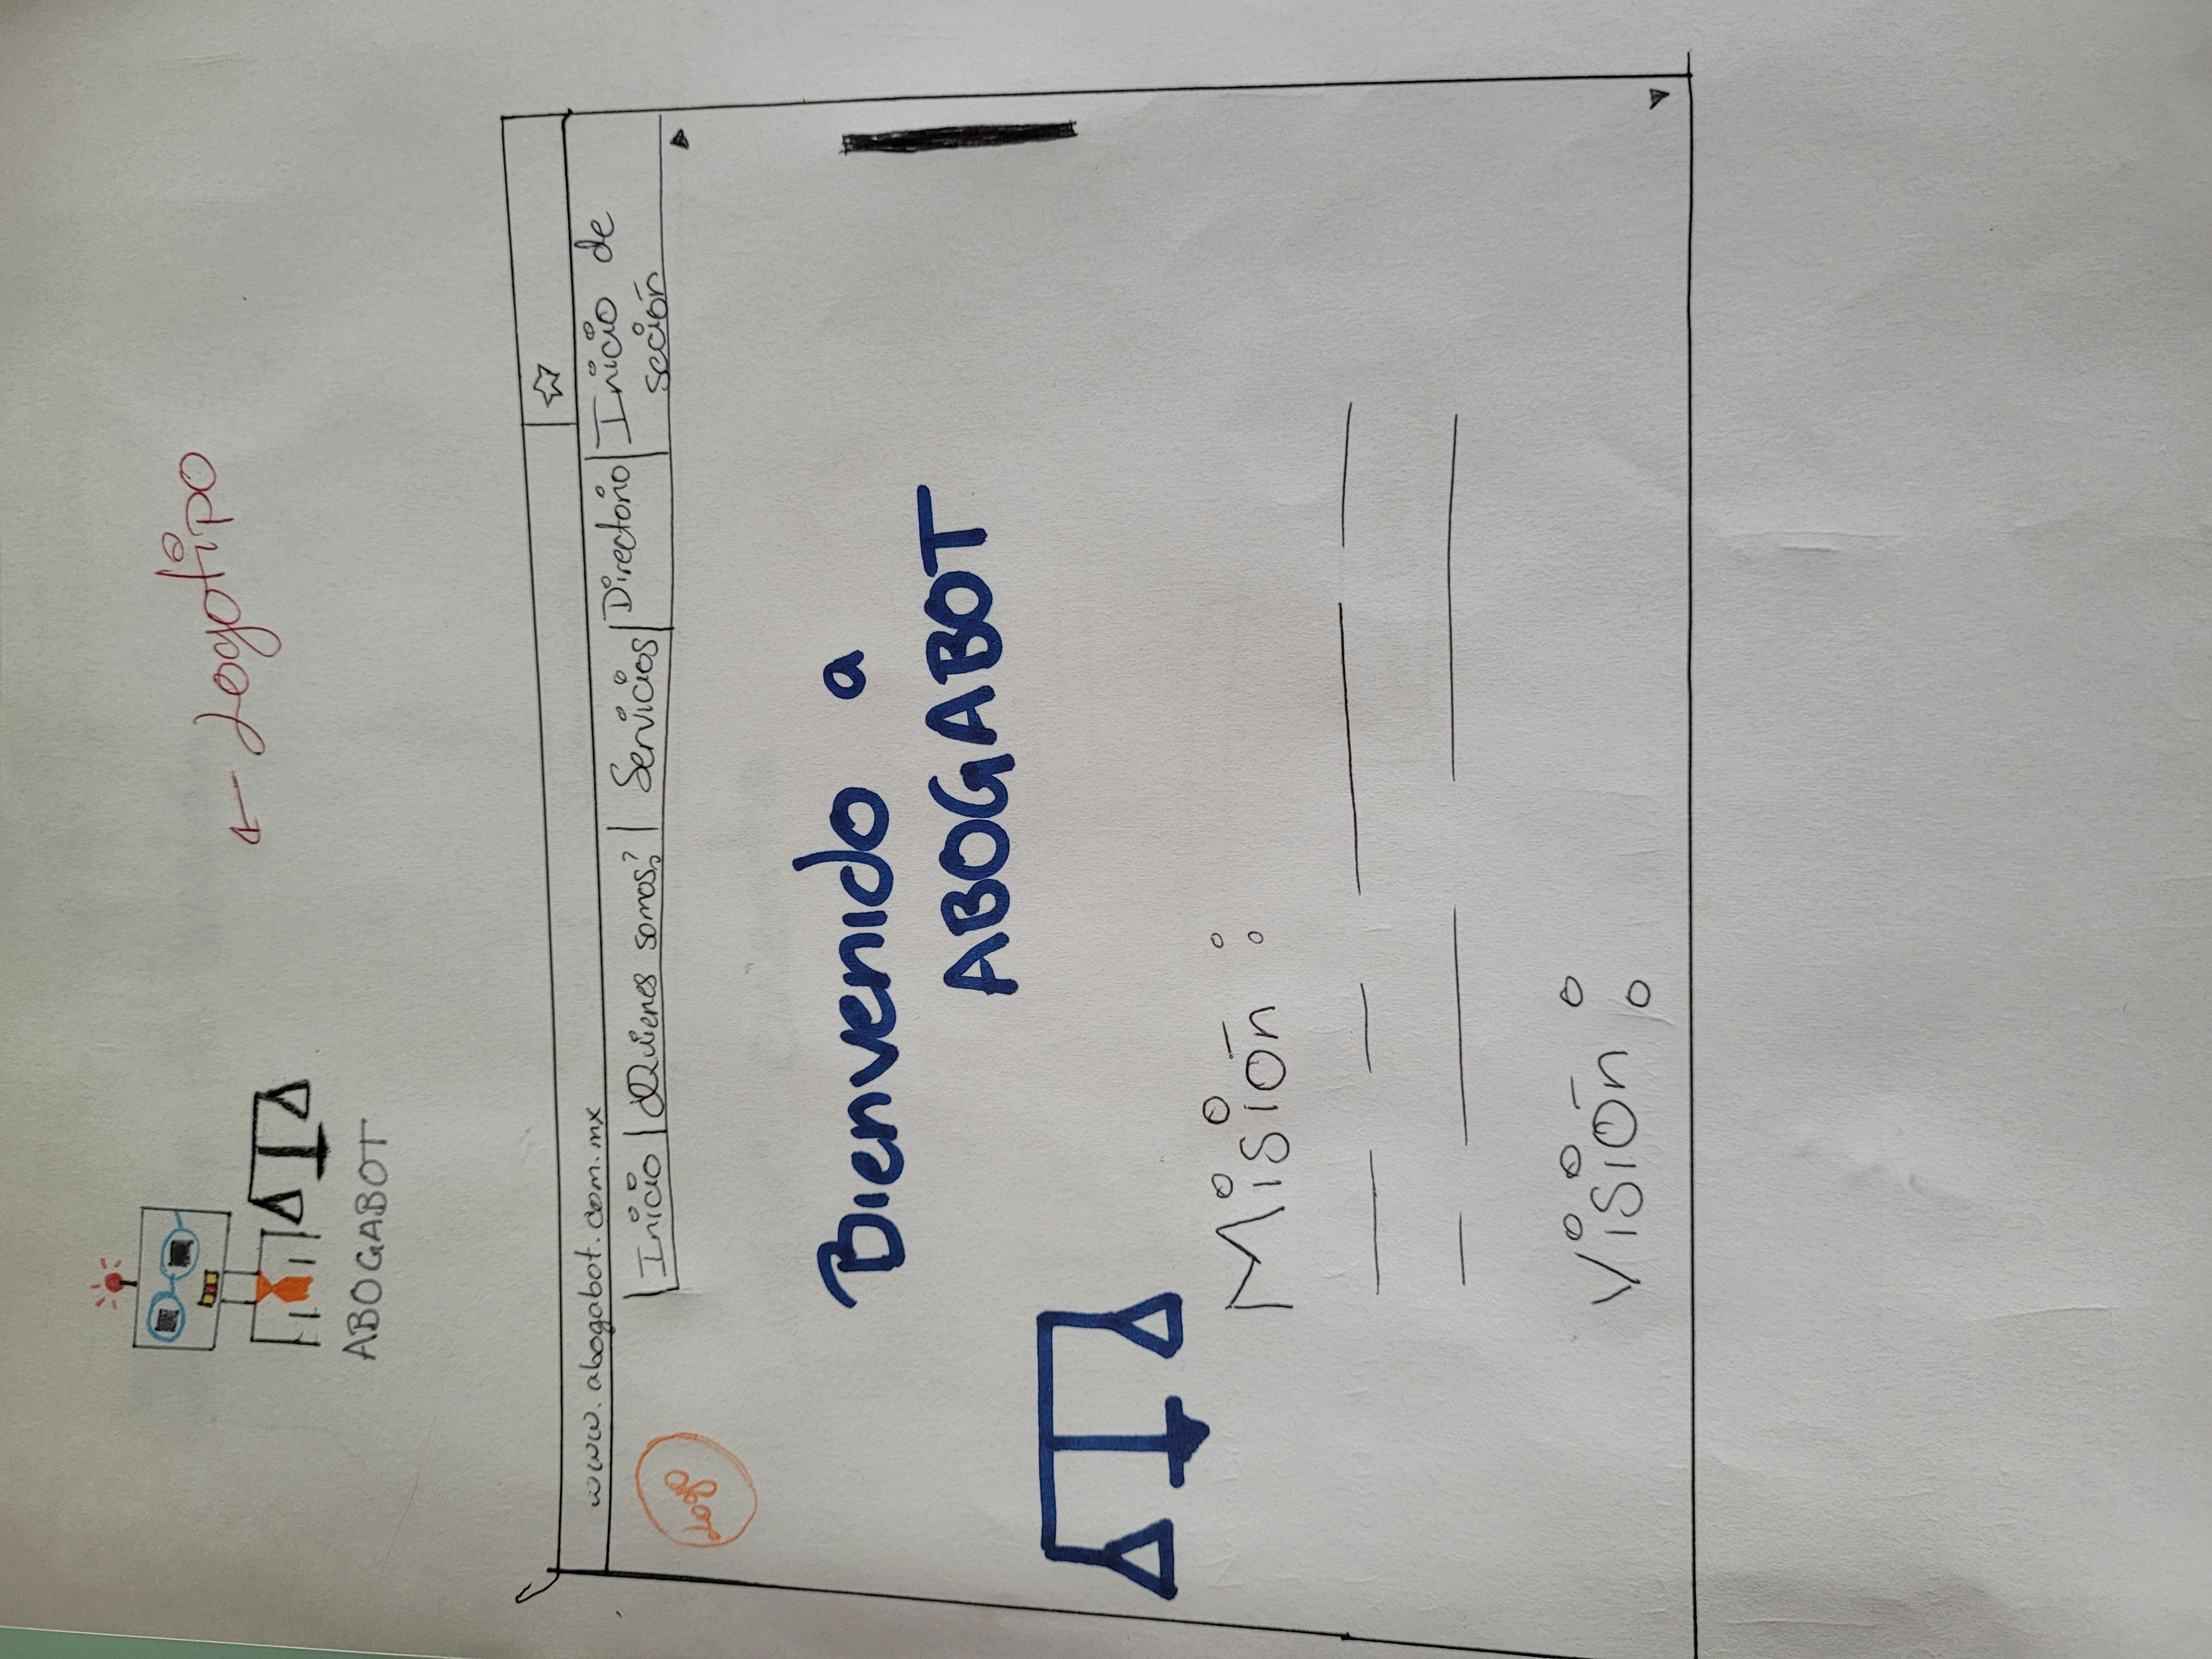 ← Logotipo
ABOGABOT
www.abogabot.com.mx
Inicio ¿Quienes somos? Servicios Directorio Inicio de
seción
Logo
Bienvenido a
ABOGABOT
Misión :
Visión :